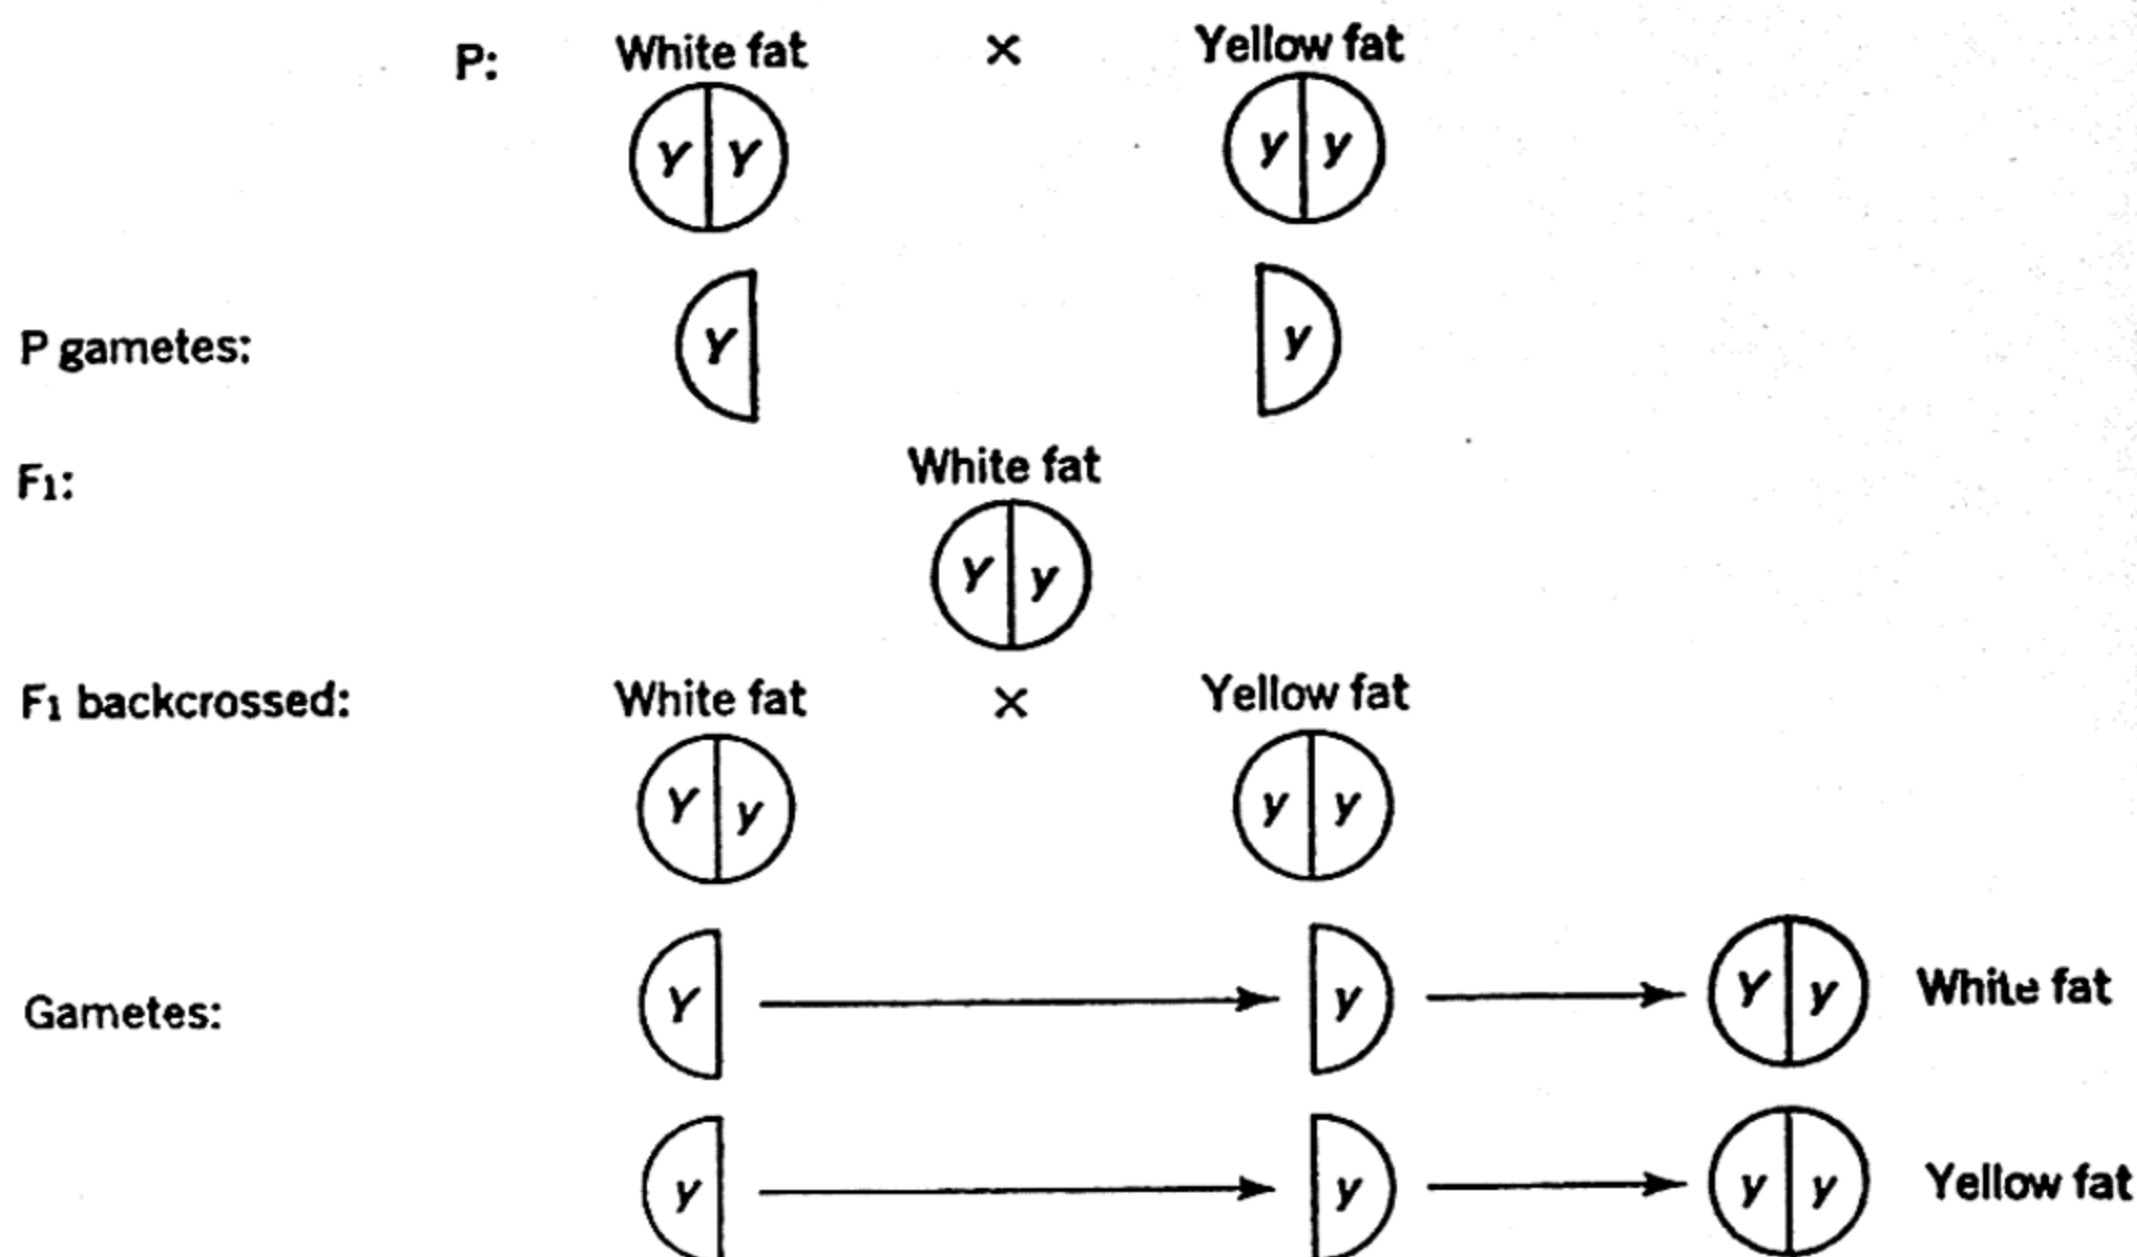 P: White fat × Yellow fat
Y Y y y
P gametes: Y y
F1: White fat
Y y
F1 backcrossed: White fat × Yellow fat
Y y y y
Gametes: Y y Y y White fat
y y y y Yellow fat